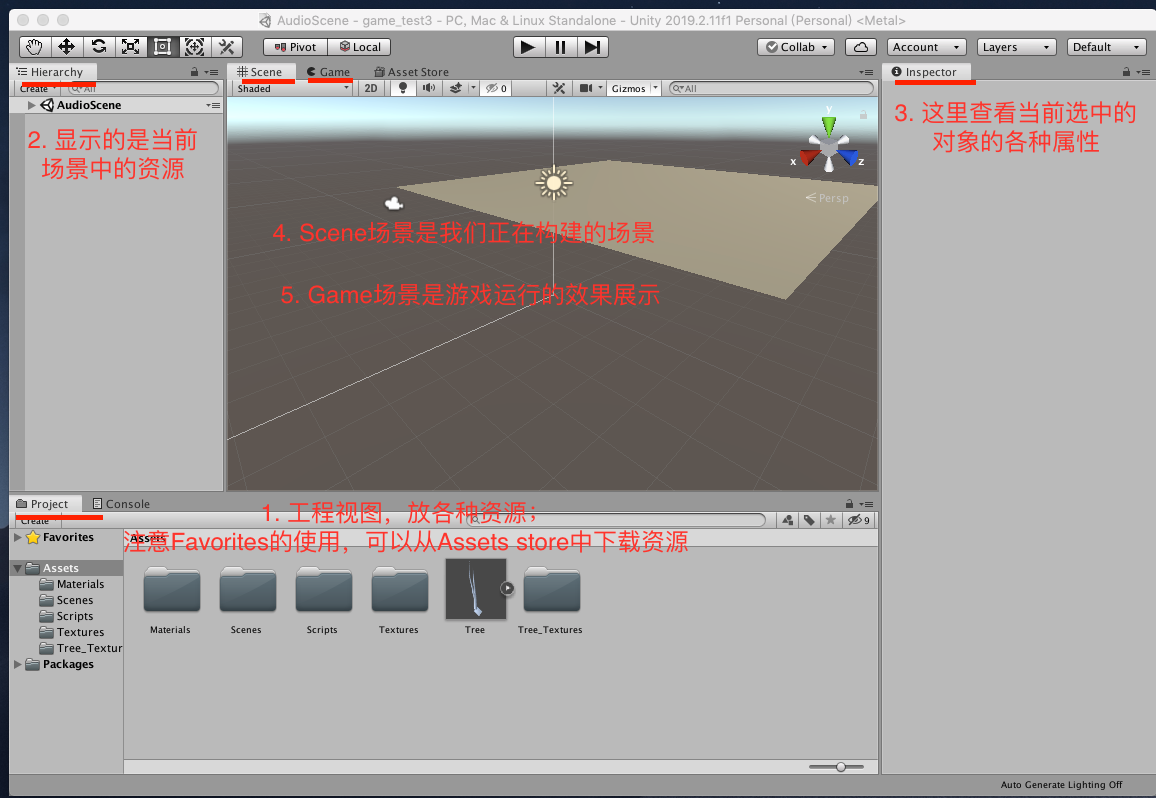 AudioScene - game_test3 - PC, Mac & Linux Standalone - Unity 2019.2.11f1 Personal (Personal) <Metal>
Pivot Local Collab Account Layers Default
Hierarchy Scene Game Asset Store Inspector
Create All Shaded 2D 0 Gizmos All
AudioScene
y
x z
Persp
2. 显示的是当前
场景中的资源
3. 这里查看当前选中的
对象的各种属性
4. Scene场景是我们正在构建的场景
5. Game场景是游戏运行的效果展示
Project Console
Create 9
1. 工程视图，放各种资源；
注意Favorites的使用，可以从Assets store中下载资源
Favorites Assets
Assets
Materials
Scenes
Scripts
Textures
Tree_Textur
Packages
Materials Scenes Scripts Textures Tree Tree_Textures
Auto Generate Lighting Off